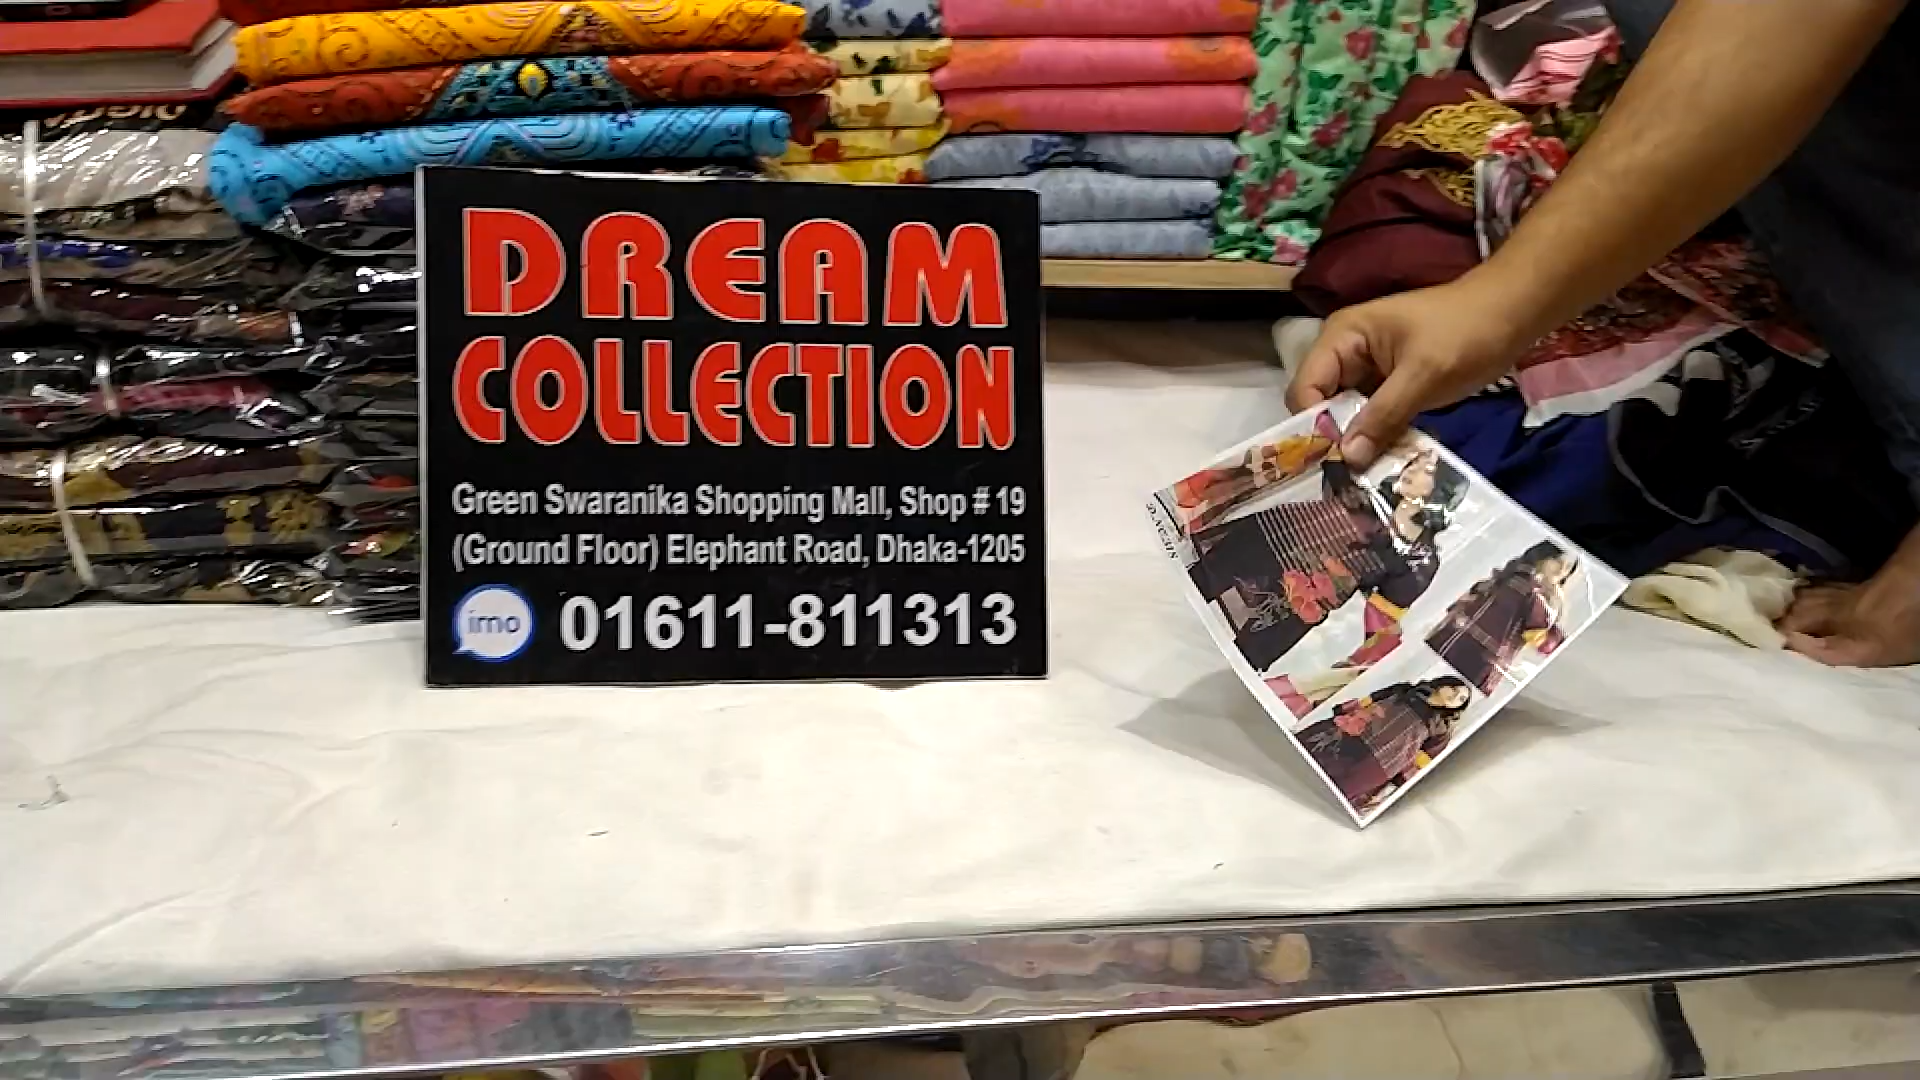 DREAM
COLLECTION
Green Swaranika Shopping Mall, Shop # 19
(Ground Floor) Elephant Road, Dhaka-1205
imo 01611-811313